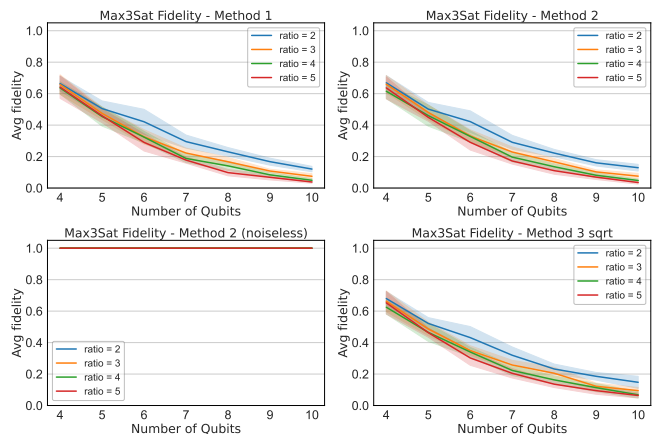 Max3Sat Fidelity - Method 1
Avg fidelity
1.0
0.8
0.6
0.4
0.2
0.0
ratio = 2
ratio = 3
ratio = 4
ratio = 5
4 5 6 7 8 9 10
Number of Qubits
Max3Sat Fidelity - Method 2
Avg fidelity
1.0
0.8
0.6
0.4
0.2
0.0
ratio = 2
ratio = 3
ratio = 4
ratio = 5
4 5 6 7 8 9 10
Number of Qubits
Max3Sat Fidelity - Method 2 (noiseless)
Avg fidelity
1.0
0.8
0.6
0.4
0.2
0.0
ratio = 2
ratio = 3
ratio = 4
ratio = 5
4 5 6 7 8 9 10
Number of Qubits
Max3Sat Fidelity - Method 3 sqrt
Avg fidelity
1.0
0.8
0.6
0.4
0.2
0.0
ratio = 2
ratio = 3
ratio = 4
ratio = 5
4 5 6 7 8 9 10
Number of Qubits